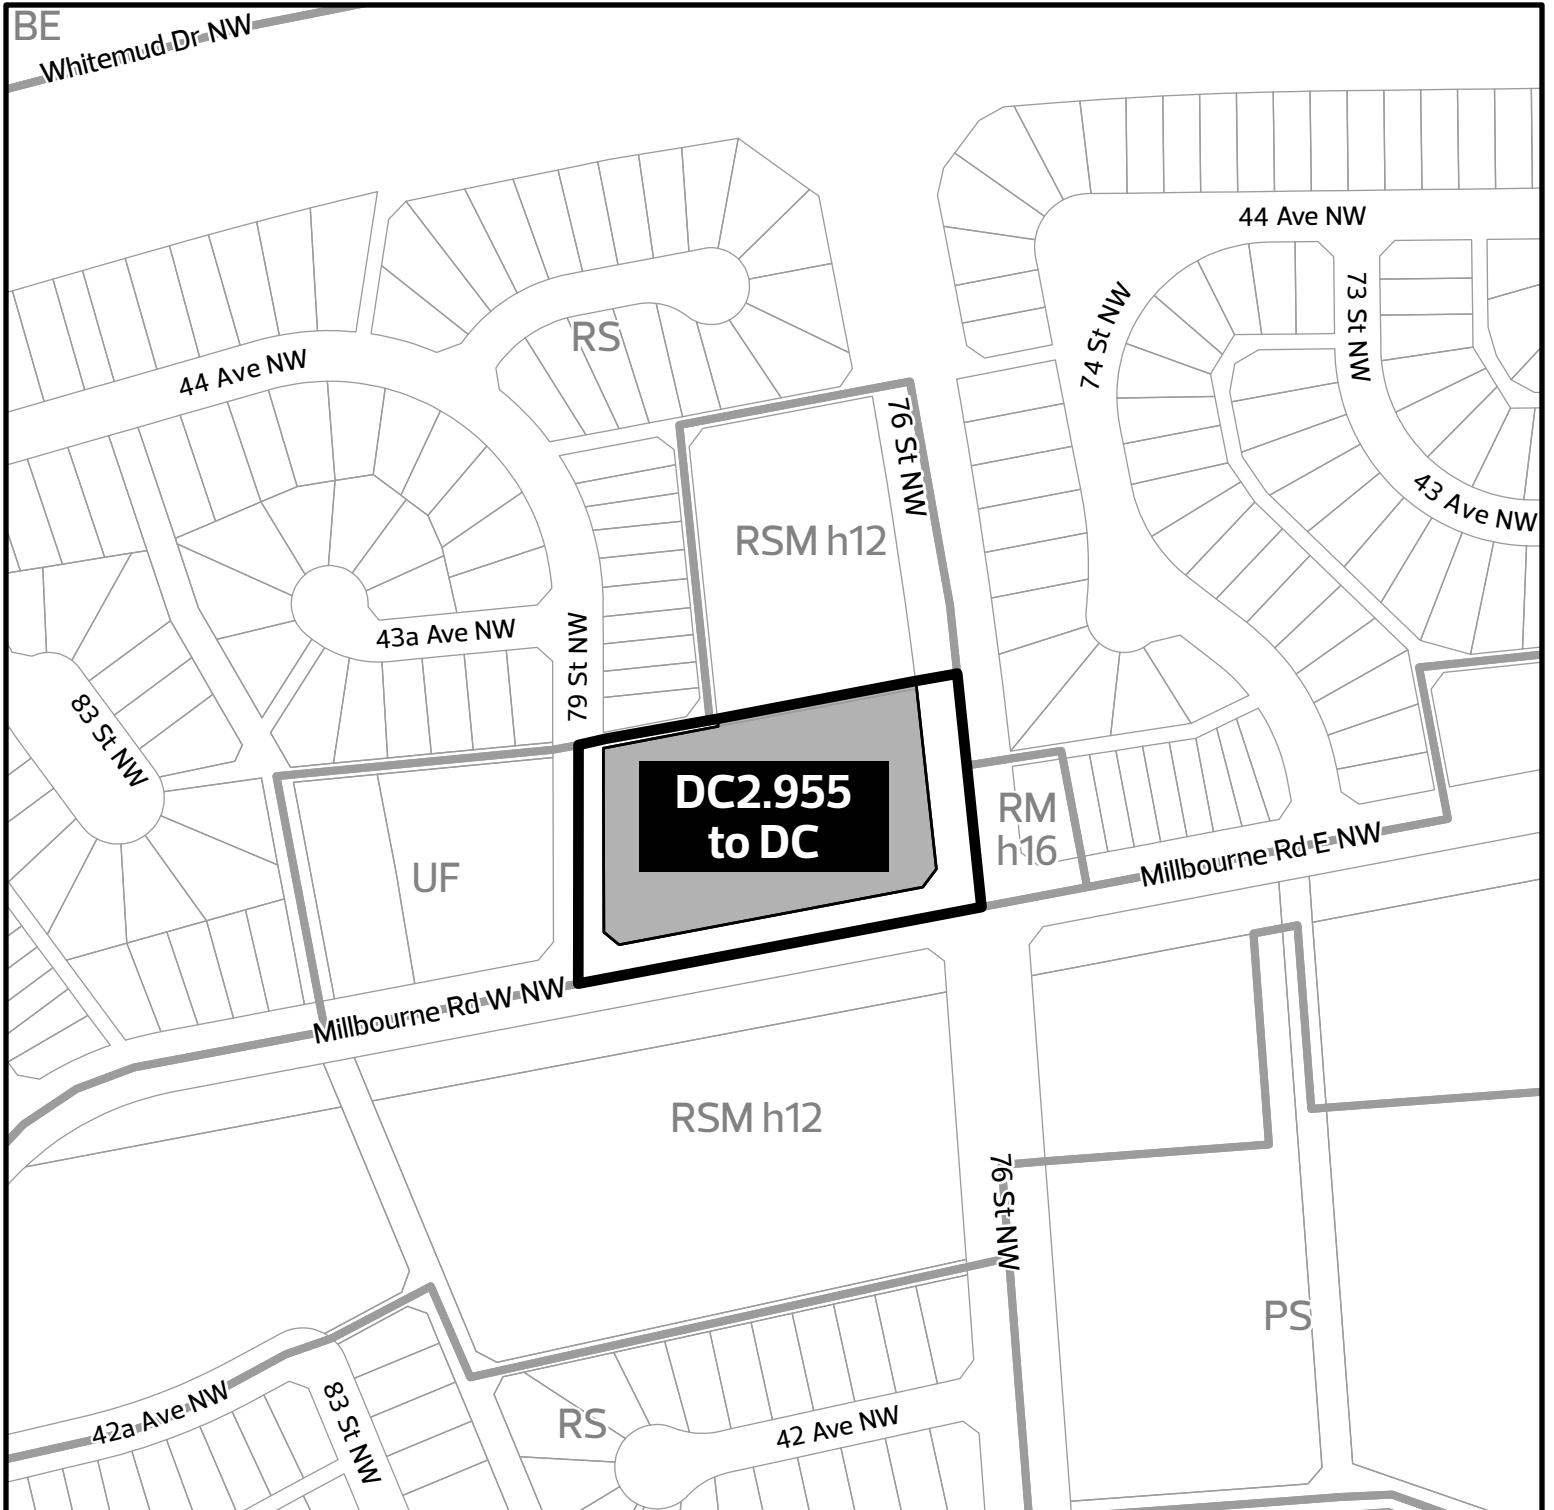 BE
Whitemud Dr NW
44 Ave NW
73 St NW
74 St NW
RS
44 Ave NW
76 St NW
43 Ave NW
RSM h12
43a Ave NW
79 St NW
83 St NW
DC2.955
to DC
RM
h16
Millbourne Rd E NW
UF
Millbourne Rd W NW
RSM h12
76 St NW
PS
42a Ave NW
83 St NW
RS
42 Ave NW